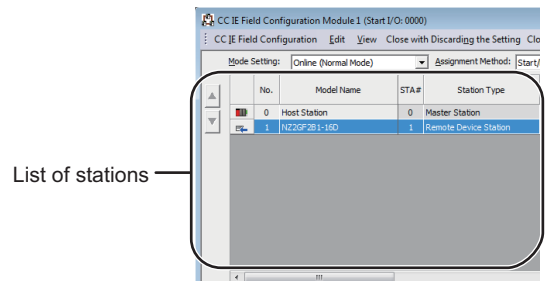 CC IE Field Configuration Module 1 (Start I/O: 0000)
CC IE Field Configuration Edit View Close with Discarding the Setting Clo
Mode Setting: Online (Normal Mode) Assignment Method: Start/
No. Model Name STA# Station Type
0 Host Station 0 Master Station
1 NZ2GF2B1-16D 1 Remote Device Station
List of stations